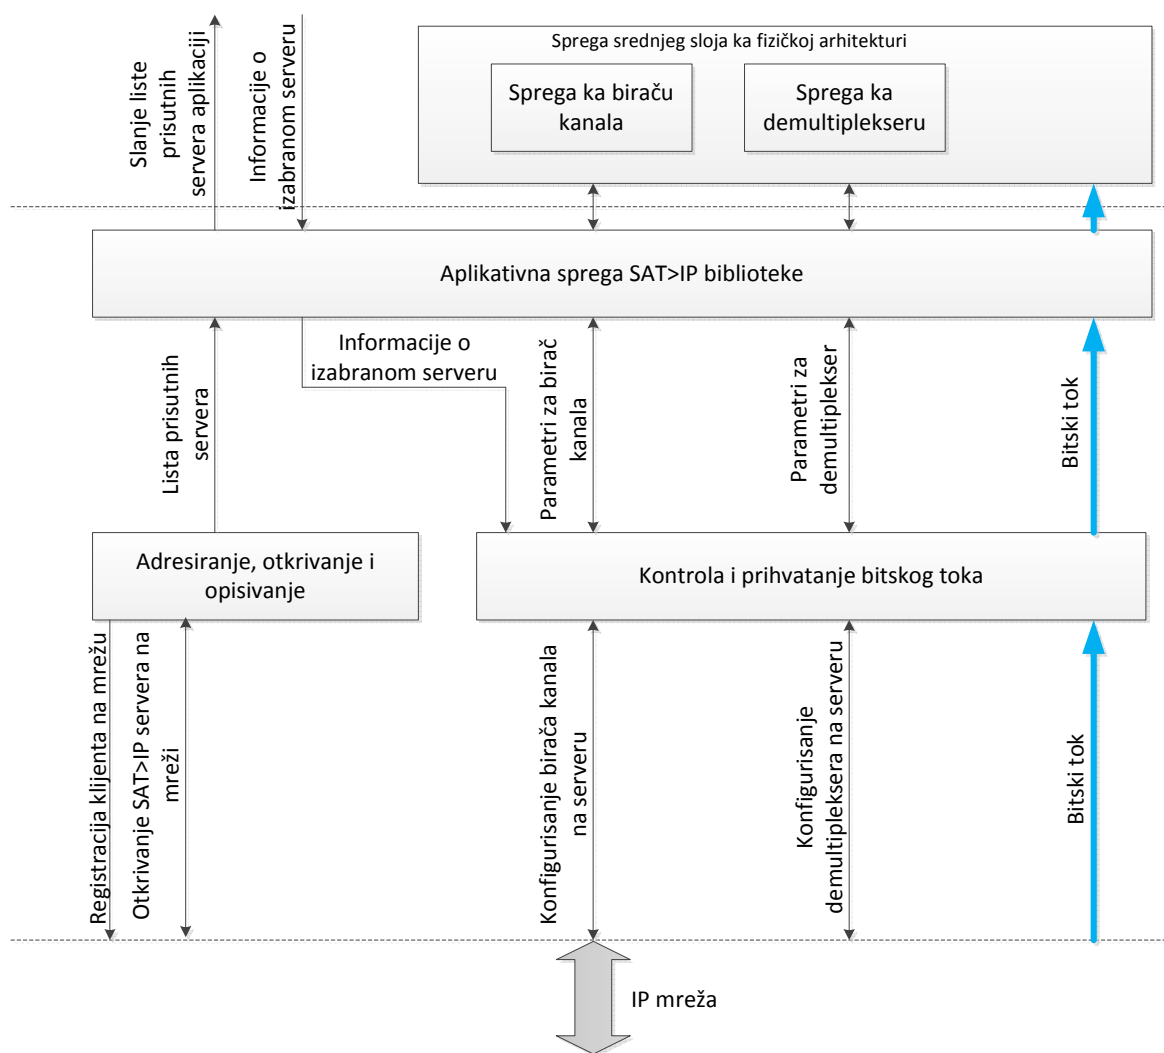 Slanje liste
prisutnih
servera aplikaciji
Informacije o
izabranom serveru
Sprega srednjeg sloja ka fizičkoj arhitekturi
Sprega ka biraču
kanala
Sprega ka
demultiplekseru
Aplikativna sprega SAT>IP biblioteke
Lista prisutnih
servera
Informacije o
izabranom serveru
Parametri za birač
kanala
Parametri za
demultiplekser
Bitski tok
Adresiranje, otkrivanje i
opisivanje
Kontrola i prihvatanje bitskog toka
Registracija klijenta na mrežu
Otkrivanje SAT>IP servera na
mreži
Konfigurisanje birača kanala
na serveru
Konfigurisanje
demultipleksera na serveru
Bitski tok
IP mreža